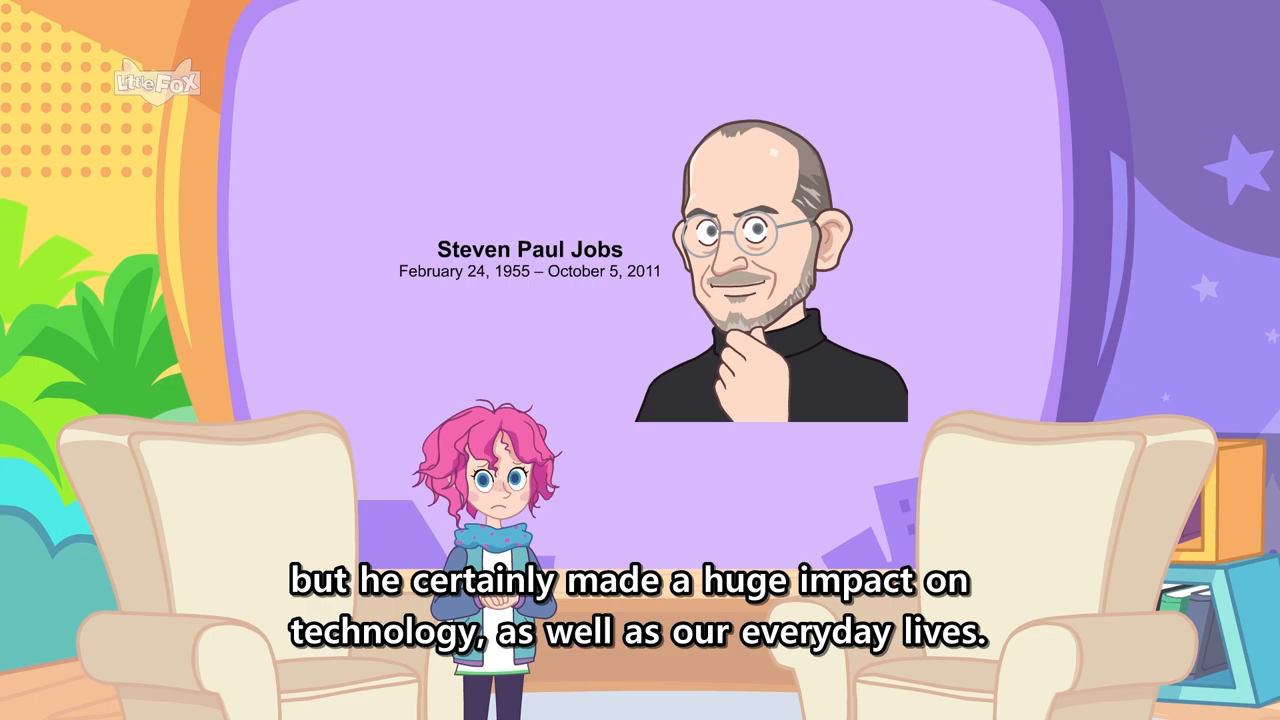 Little Fox
Steven Paul Jobs
February 24, 1955 – October 5, 2011
but he certainly made a huge impact on
technology, as well as our everyday lives.